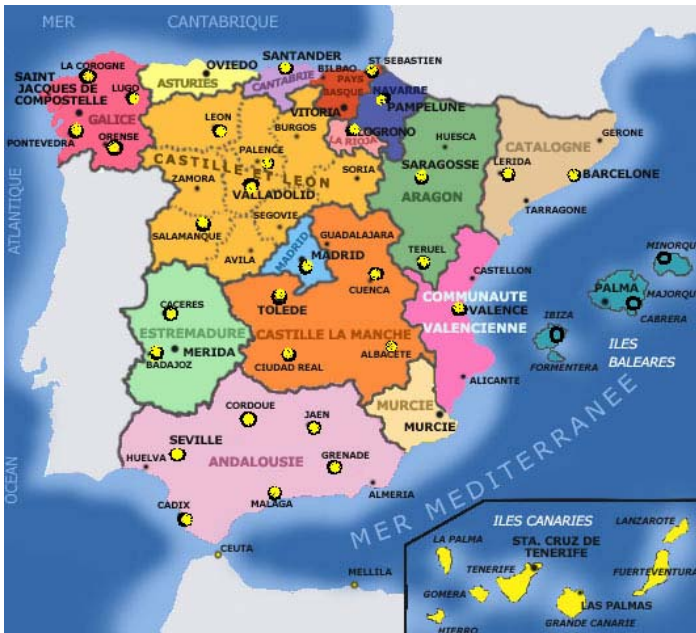 MER CANTABRIQUE
LA COROGNE
SAINT
JACQUES DE
COMPOSTELLE
LUGO
GALICE
PONTEVEDRA
ORENSE
OVIEDO
ASTURIES
SANTANDER
CANTABRIE
BILBAO
ST SEBASTIEN
PAYS
BASQUE
VITORIA
NAVARRE
PAMPELUNE
LOGRONO
LA RIOJA
LEON
BURGOS
PALENCE
CASTILLE ET LEON
ZAMORA
VALLADOLID
SORIA
SEGOVIE
SALAMANQUE
AVILA
HUESCA
SARAGOSSE
ARAGON
TERUEL
CATALOGNE
GERONE
LERIDA
BARCELONE
TARRAGONE
MADRID
MADRID
GUADALAJARA
CUENCA
TOLEDE
CASTILLE LA MANCHE
CIUDAD REAL
ALBACETE
CASTELLON
COMMUNAUTE
VALENCE
VALENCIENNE
ALICANTE
CACERES
ESTREMADURE
MERIDA
BADAJOZ
MURCIE
MURCIE
CORDOUE
JAEN
SEVILLE
HUELVA
ANDALOUSIE
GRENADE
ALMERIA
MALAGA
CADIX
CEUTA
MELLILA
MINORQU
PALMA
MAJORQU
CABRERA
IBIZA
FORMENTERA
ILES
BALEARES
ATLANTIQUE
OCEAN
MER MEDITERRANEE
ILES CANARIES
LANZAROTE
LA PALMA
STA. CRUZ DE
TENERIFE
TENERIFE
FUERTEVENTURA
GOMERA
LAS PALMAS
GRANDE CANARIE
HIERRO